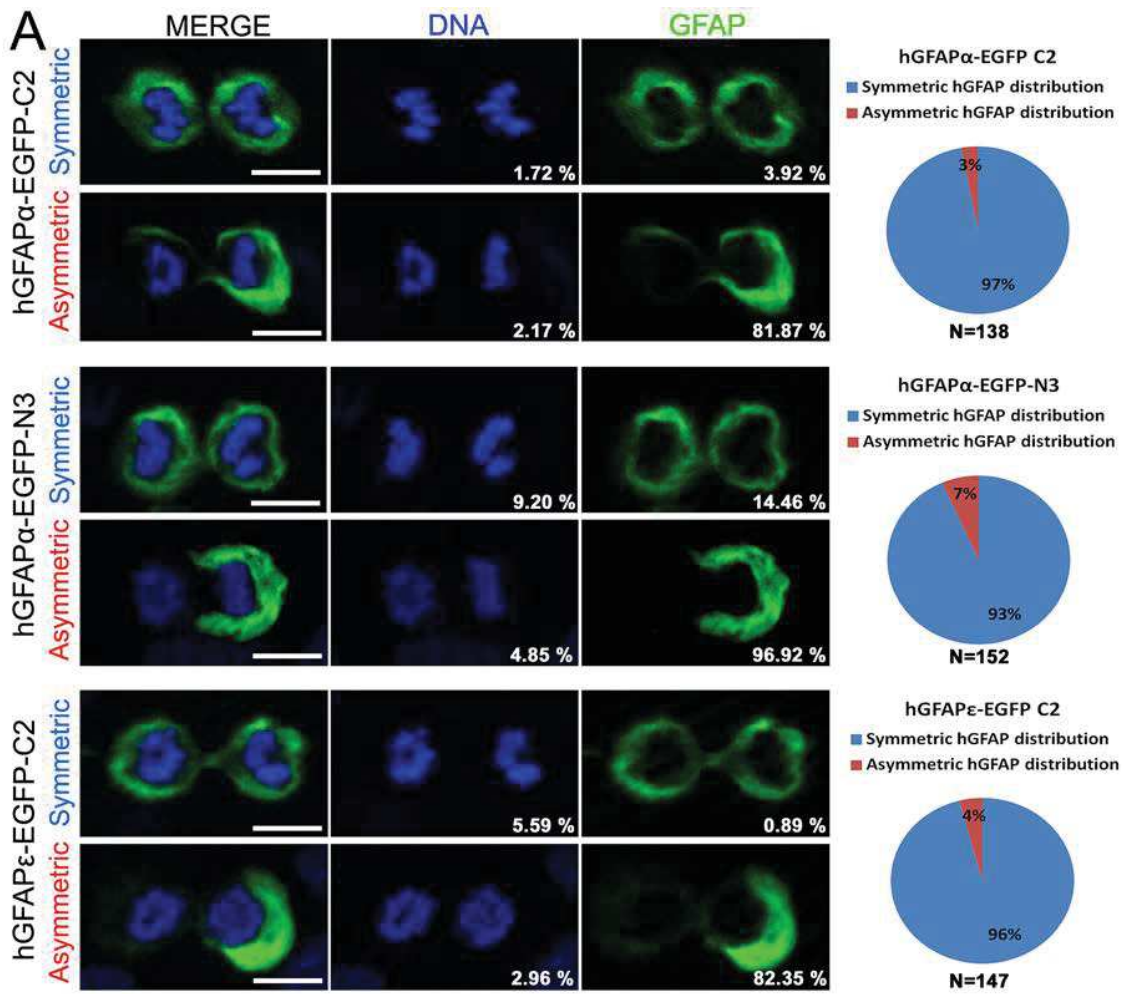 A
MERGE
DNA
GFAP
hGFAPα-EGFP-C2
Symmetric
1.72 %
3.92 %
Asymmetric
2.17 %
81.87 %
hGFAPα-EGFP C2
Symmetric hGFAP distribution
Asymmetric hGFAP distribution
3%
97%
N=138
hGFAPα-EGFP-N3
Symmetric
9.20 %
14.46 %
Asymmetric
4.85 %
96.92 %
hGFAPα-EGFP-N3
Symmetric hGFAP distribution
Asymmetric hGFAP distribution
7%
93%
N=152
hGFAPε-EGFP-C2
Symmetric
5.59 %
0.89 %
Asymmetric
2.96 %
82.35 %
hGFAPε-EGFP C2
Symmetric hGFAP distribution
Asymmetric hGFAP distribution
4%
96%
N=147